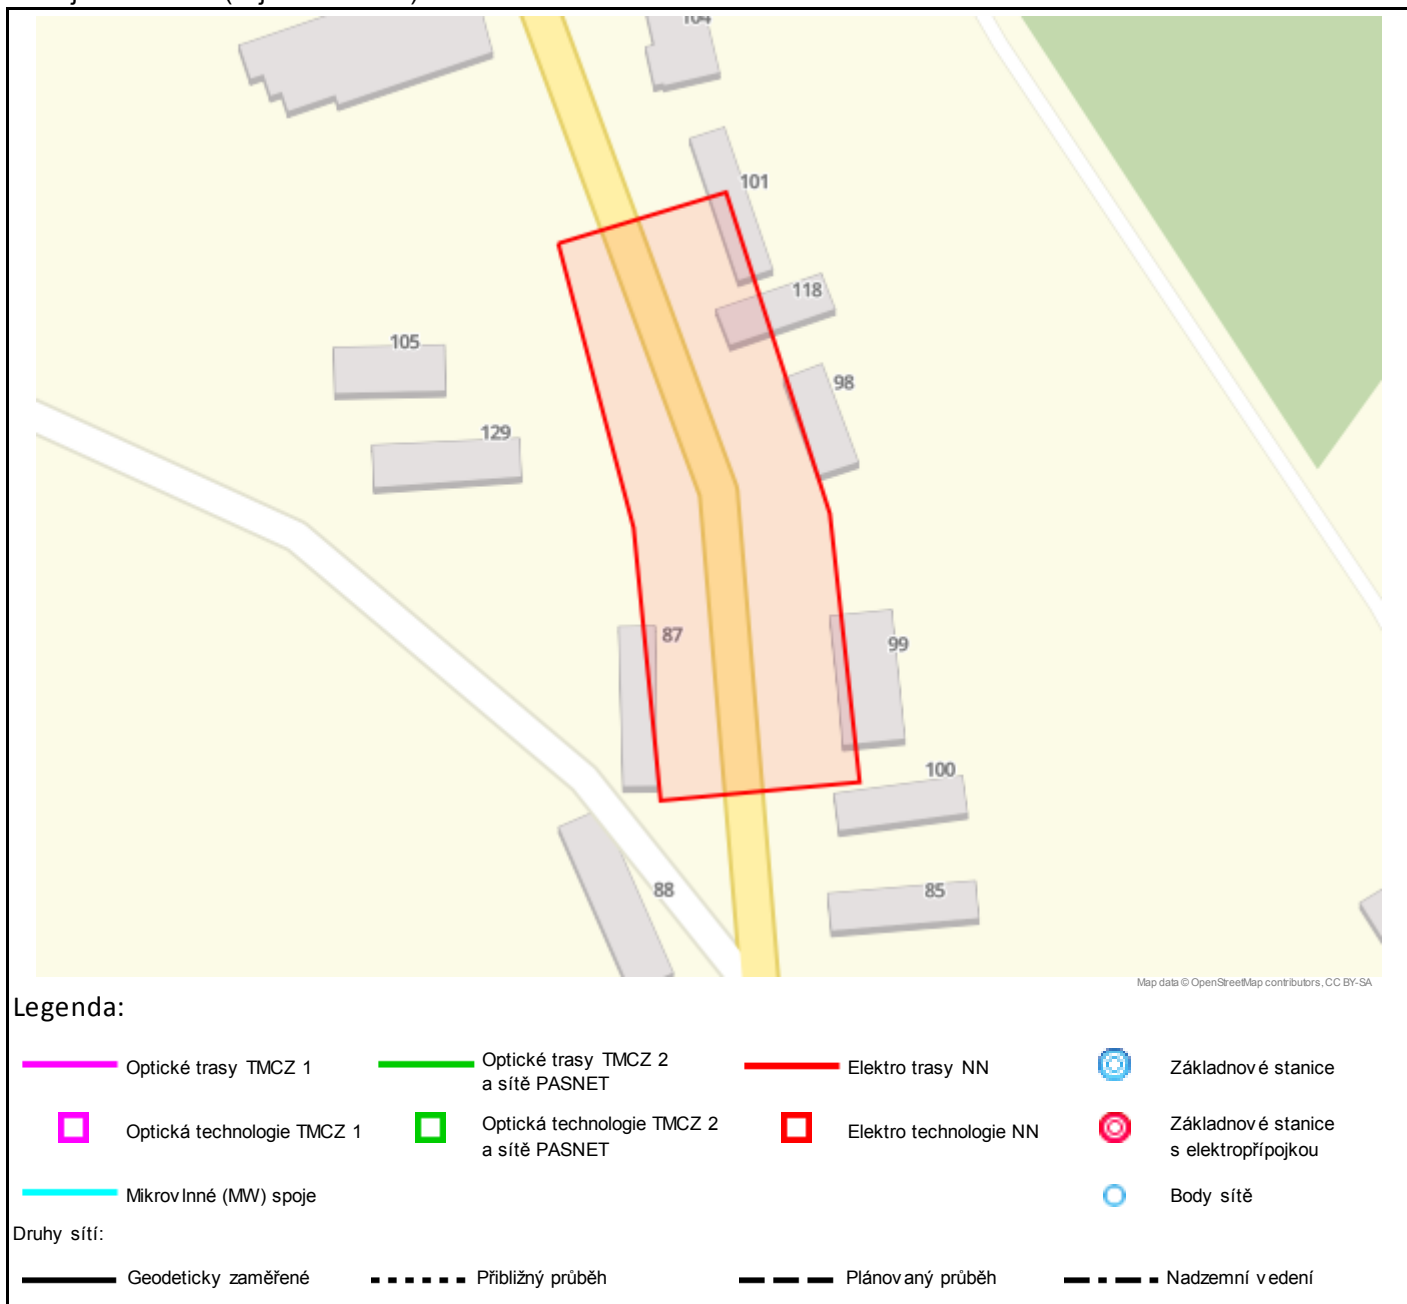 104
101
118
105
98
129
87
99
100
88
85
Map data © OpenStreetMap contributors, CC BY-SA
Legenda:
Optické trasy TMCZ 1
Optické trasy TMCZ 2
a sítě PASNET
Elektro trasy NN
Základnové stanice
Optická technologie TMCZ 1
Optická technologie TMCZ 2
a sítě PASNET
Elektro technologie NN
Základnové stanice
s elektropřípojkou
Mikrovlnné (MW) spoje
Body sítě
Druhy sítí:
Geodeticky zaměřené
Přibližný průběh
Plánovaný průběh
Nadzemní vedení